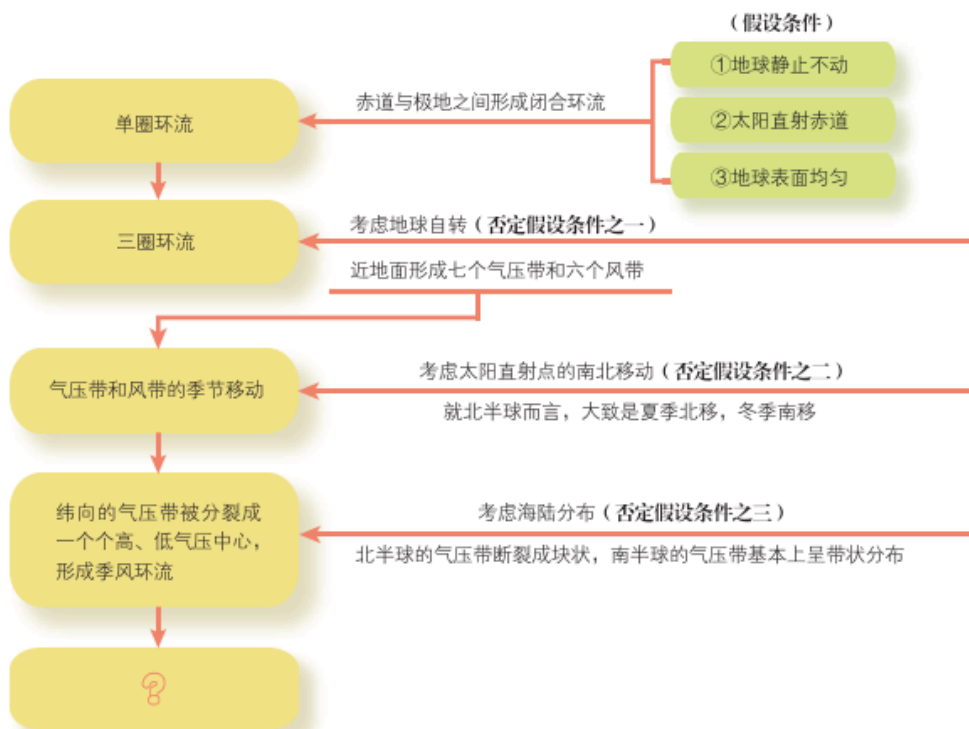 （假设条件）
①地球静止不动
赤道与极地之间形成闭合环流
单圈环流
②太阳直射赤道
③地球表面均匀
考虑地球自转（否定假设条件之一）
三圈环流
近地面形成七个气压带和六个风带
考虑太阳直射点的南北移动（否定假设条件之二）
气压带和风带的季节移动
就北半球而言，大致是夏季北移，冬季南移
纬向的气压带被分裂成
一个个高、低气压中心，
形成季风环流
考虑海陆分布（否定假设条件之三）
北半球的气压带断裂成块状，南半球的气压带基本上呈带状分布
？